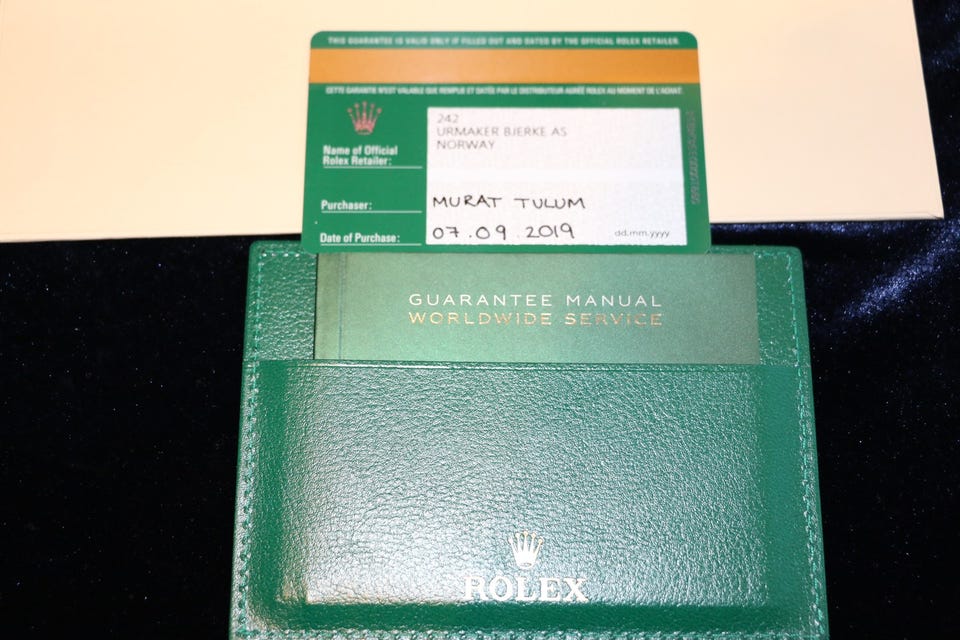 THIS GUARANTEE IS VALID ONLY IF FILLED OUT AND DATED BY THE OFFICIAL ROLEX RETAILER.
CETTE GARANTIE N'EST VALABLE QUE REMPLIE ET DATÉE PAR LE DISTRIBUTEUR AGRÉÉ ROLEX AU MOMENT DE L'ACHAT.
242
URMAKER BJERKE AS
NORWAY
Name of Official
Rolex Retailer:
Purchaser: MURAT TULUM
Date of Purchase: 07.09.2019 dd.mm.yyyy
GUARANTEE MANUAL
WORLDWIDE SERVICE
ROLEX